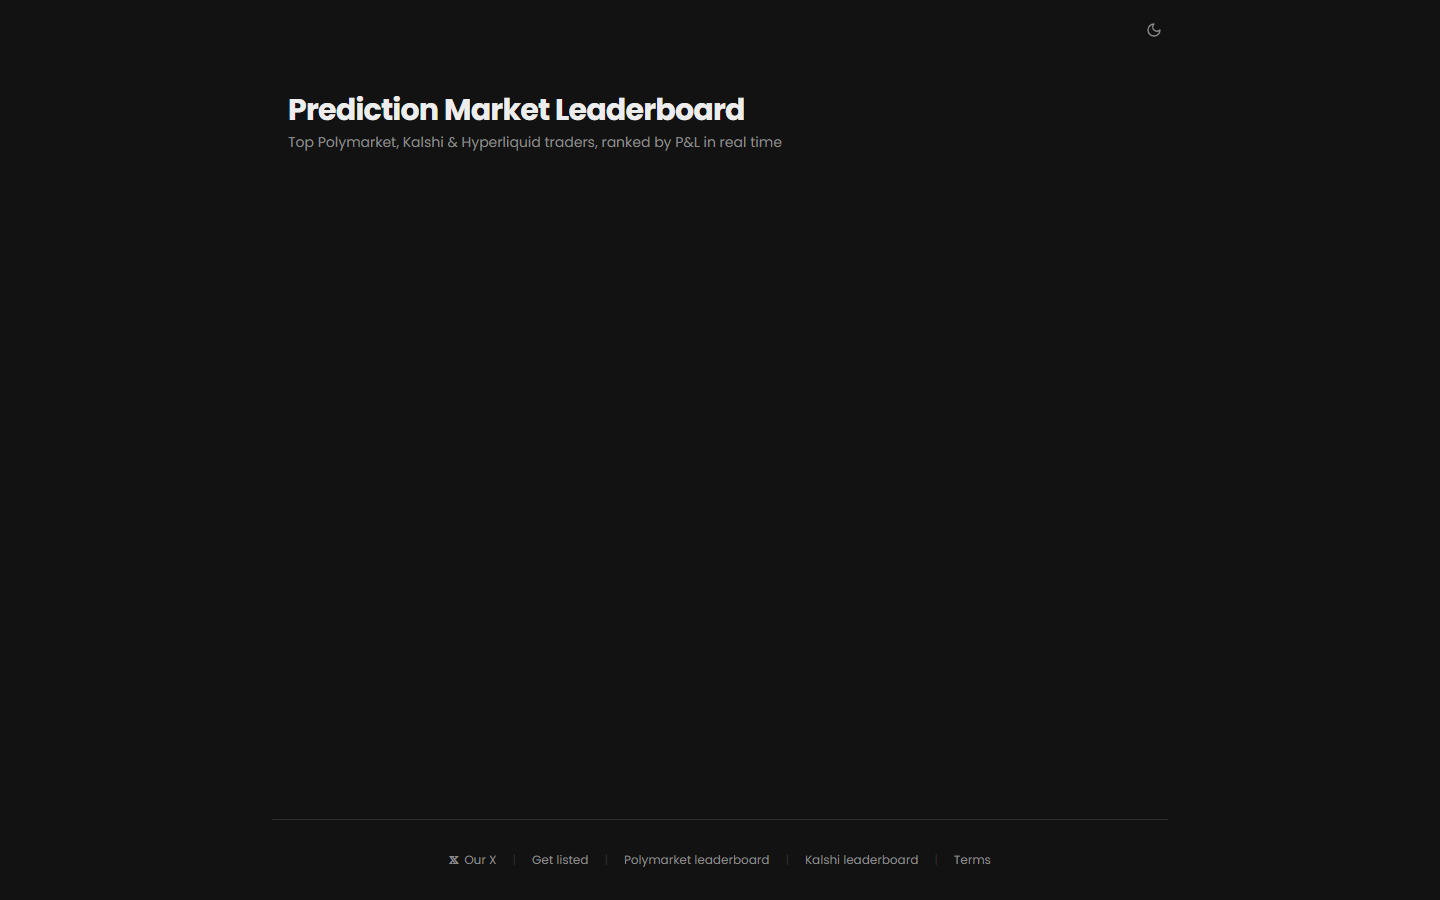 Prediction Market Leaderboard
Top Polymarket, Kalshi & Hyperliquid traders, ranked by P&L in real time
𝕏 Our X | Get listed | Polymarket leaderboard | Kalshi leaderboard | Terms